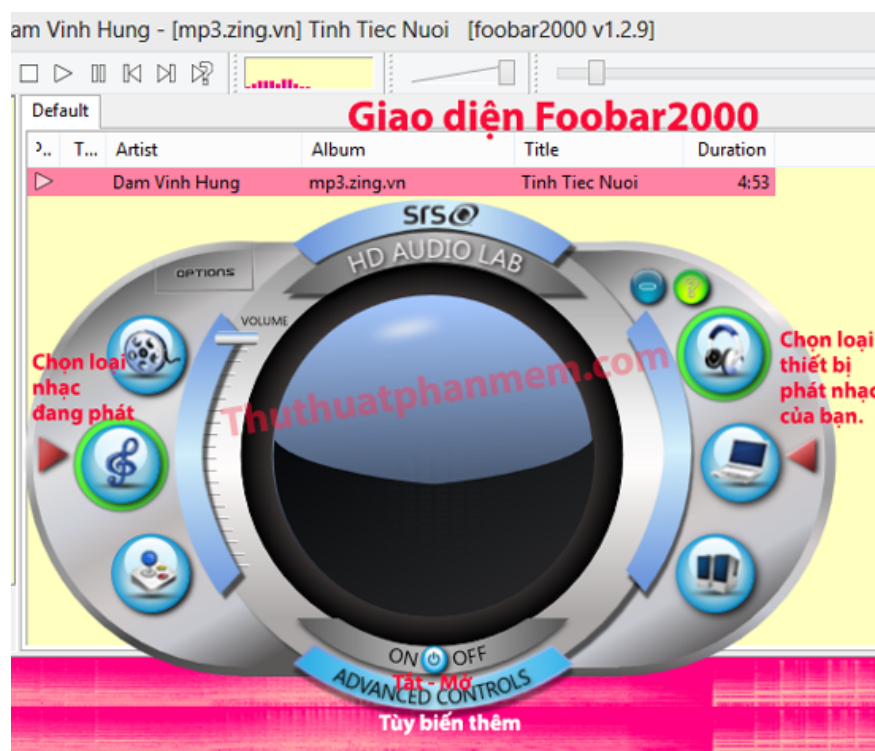 am Vinh Hung - [mp3.zing.vn] Tinh Tiec Nuoi [foobar2000 v1.2.9]
Default
Giao diện Foobar2000
T... Artist Album Title Duration
Dam Vinh Hung mp3.zing.vn Tinh Tiec Nuoi 4:53
SRS
HD AUDIO LAB
OPTIONS
?
VOLUME
Chọn loại
nhạc
đang phát
Chọn loại
thiết bị
phát nhạc
của bạn.
Thuthuatphanmem.com
ON OFF
Tắt - Mở
ADVANCED CONTROLS
Tùy biến thêm